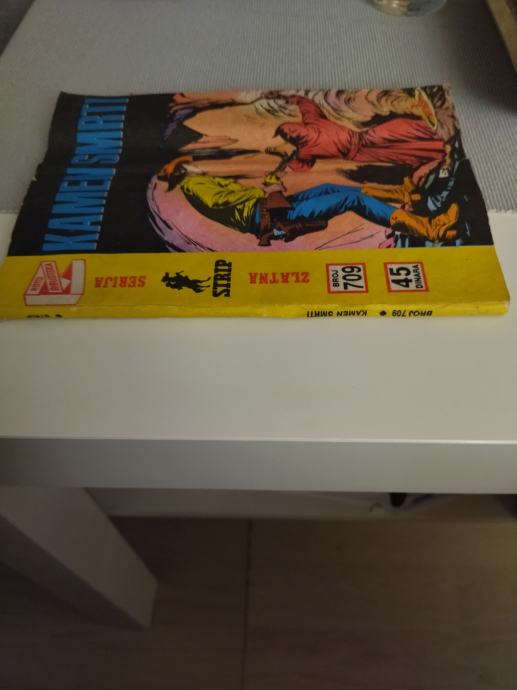 KAMEN SMRTI
ZLATNA
STRIP
SERIJA
BROJ
709
45
DINARA
BROJ 709 ● KAMEN SMRTI